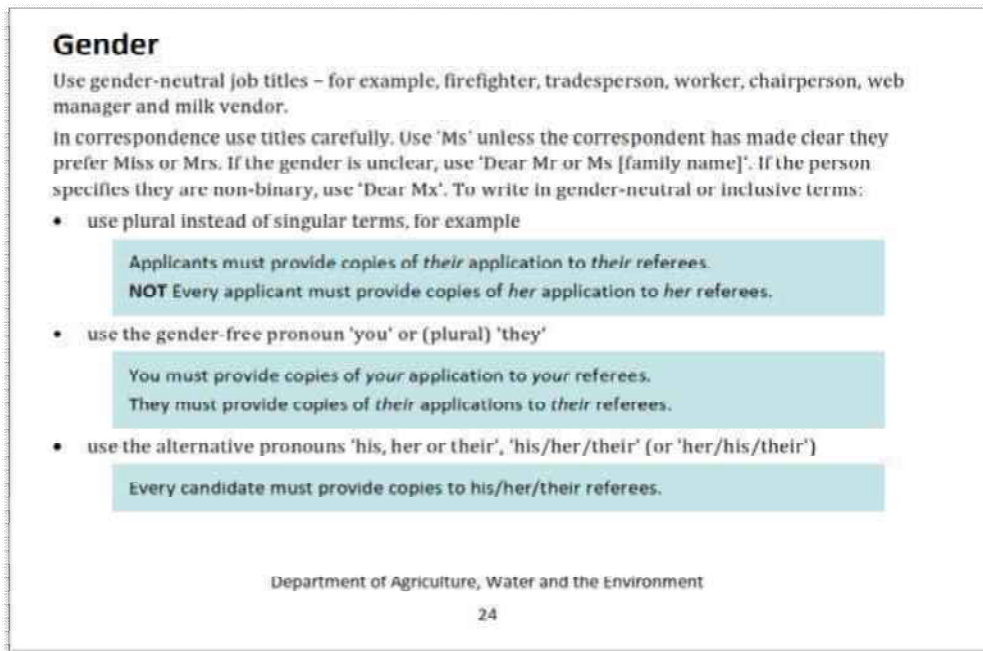 Gender
Use gender-neutral job titles – for example, firefighter, tradesperson, worker, chairperson, web
manager and milk vendor.
In correspondence use titles carefully. Use 'Ms' unless the correspondent has made clear they
prefer Miss or Mrs. If the gender is unclear, use 'Dear Mr or Ms [family name]'. If the person
specifies they are non-binary, use 'Dear Mx'. To write in gender-neutral or inclusive terms:
• use plural instead of singular terms, for example
Applicants must provide copies of their application to their referees.
NOT Every applicant must provide copies of her application to her referees.
• use the gender-free pronoun 'you' or (plural) 'they'
You must provide copies of your application to your referees.
They must provide copies of their applications to their referees.
• use the alternative pronouns 'his, her or their', 'his/her/their' (or 'her/his/their')
Every candidate must provide copies to his/her/their referees.
Department of Agriculture, Water and the Environment
24